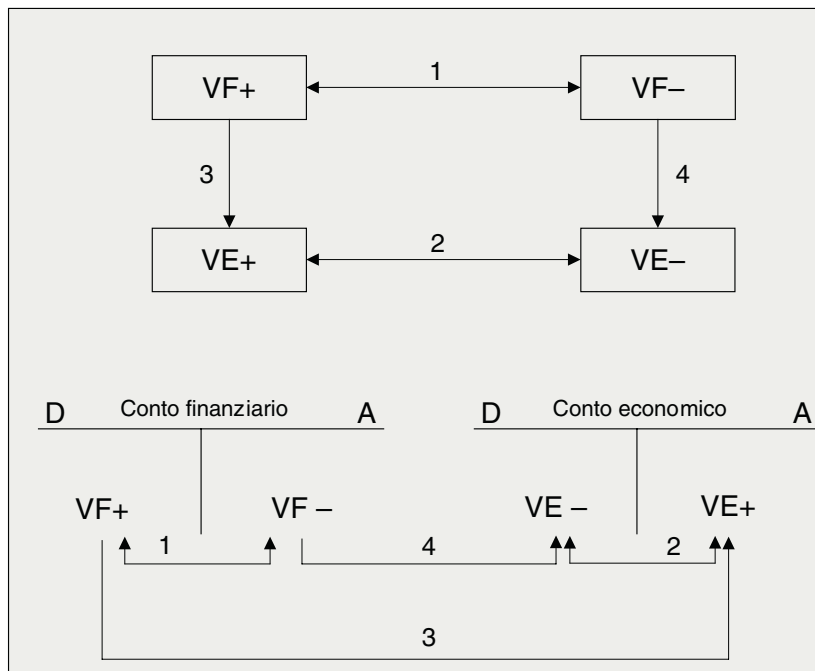 1
VF+ VF–
3 4
2
VE+ VE–
D Conto finanziario A D Conto economico A
VF+ VF – VE – VE+
1 4 2
3